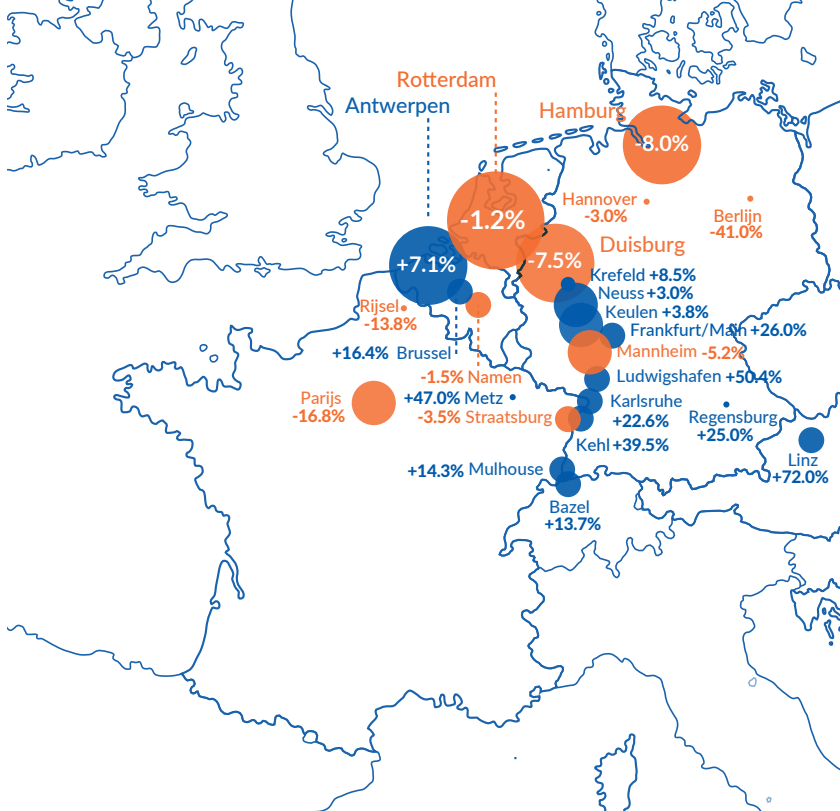 Rotterdam
Antwerpen
Hamburg
-8.0%
Hannover
-3.0%
Berlijn
-41.0%
-1.2%
+7.1%
-7.5%
Duisburg
Krefeld +8.5%
Neuss +3.0%
Keulen +3.8%
Rijsel
-13.8%
Frankfurt/Main +26.0%
+16.4% Brussel
Mannheim -5.2%
-1.5% Namen
Ludwigshafen +50.4%
Parijs
-16.8%
+47.0% Metz
Karlsruhe
+22.6%
-3.5% Straatsburg
Regensburg
+25.0%
Kehl +39.5%
Linz
+72.0%
+14.3% Mulhouse
Bazel
+13.7%